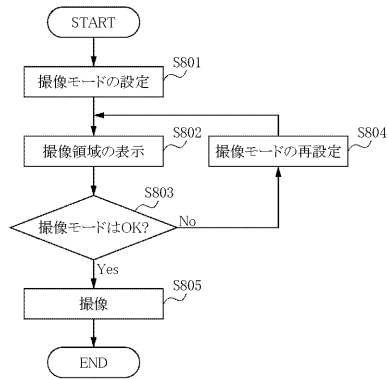 START
S801
撮像モードの設定
S802
撮像領域の表示
S804
撮像モードの再設定
S803
撮像モードはOK?
No
Yes
S805
撮像
END